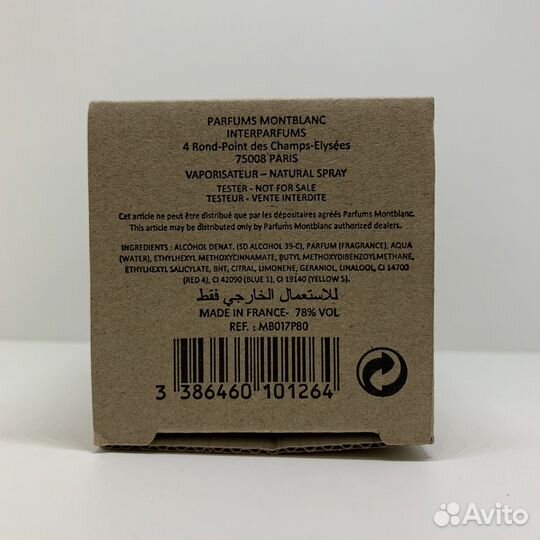 PARFUMS MONTBLANC
INTERPARFUMS
4 Rond-Point des Champs-Elysées
75008 PARIS
VAPORISATEUR – NATURAL SPRAY
TESTER - NOT FOR SALE
TESTEUR - VENTE INTERDITE
Cet article ne peut être distribué que par les dépositaires agréés Parfums Montblanc.
This article may be distributed only by Parfums Montblanc authorized dealers.
INGREDIENTS : ALCOHOL DENAT. (SD ALCOHOL 39-C), PARFUM (FRAGRANCE), AQUA
(WATER), ETHYLHEXYL METHOXYCINNAMATE, BUTYL METHOXYDIBENZOYLMETHANE,
ETHYLHEXYL SALICYLATE, BHT, CITRAL, LIMONENE, GERANIOL, LINALOOL, CI 14700
(RED 4), CI 42090 (BLUE 1), CI 19140 (YELLOW 5).
للاستعمال الخارجي فقط
MADE IN FRANCE- 78% VOL
REF. : MB017P80
3 386460 101264
Avito